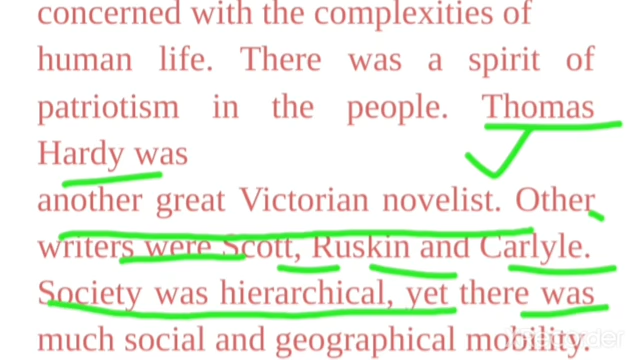 concerned with the complexities of
human life. There was a spirit of
patriotism in the people. Thomas
Hardy was
another great Victorian novelist. Other
writers were Scott, Ruskin and Carlyle.
Society was hierarchical, yet there was
much social and geographical mobility.